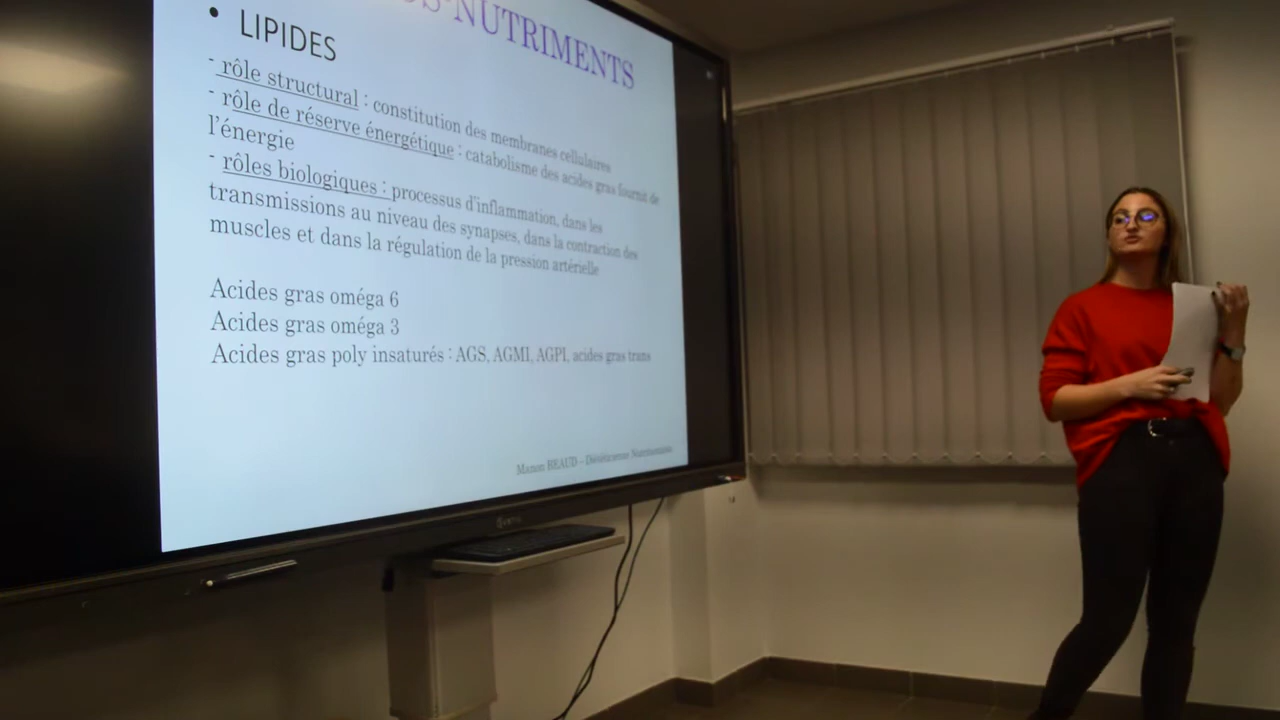 NUTRIMENTS
• LIPIDES
- rôle structural : constitution des membranes cellulaires
- rôle de réserve énergétique : catabolisme des acides gras fournit de
l'énergie
- rôles biologiques : processus d'inflammation, dans les
transmissions au niveau des synapses, dans la contraction des
muscles et dans la régulation de la pression artérielle
Acides gras oméga 6
Acides gras oméga 3
Acides gras poly insaturés : AGS, AGMI, AGPI, acides gras trans
Manon BEAUD – Diététicienne Nutritionniste